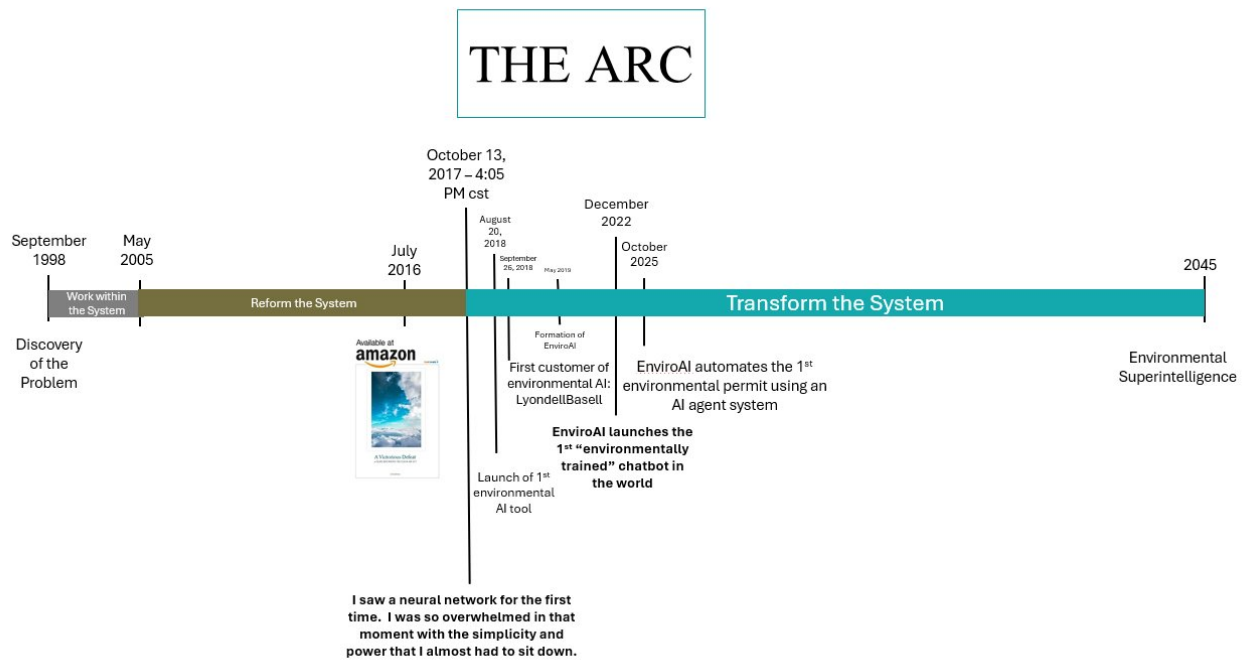 THE ARC
October 13,
2017 – 4:05
PM cst
August
20,
2018
September
26, 2018
May 2019
December
2022
October
2025
September
1998
May
2005
July
2016
2045
Work within
the System
Reform the System
Transform the System
Discovery
of the
Problem
Available at
amazon
A Victorious Defeat
Formation of
EnviroAI
First customer of
environmental AI:
LyondellBasell
EnviroAI automates the 1st
environmental permit using an
AI agent system
Environmental
Superintelligence
EnviroAI launches the
1st “environmentally
trained” chatbot in
the world
Launch of 1st
environmental
AI tool
I saw a neural network for the first
time.  I was so overwhelmed in that
moment with the simplicity and
power that I almost had to sit down.